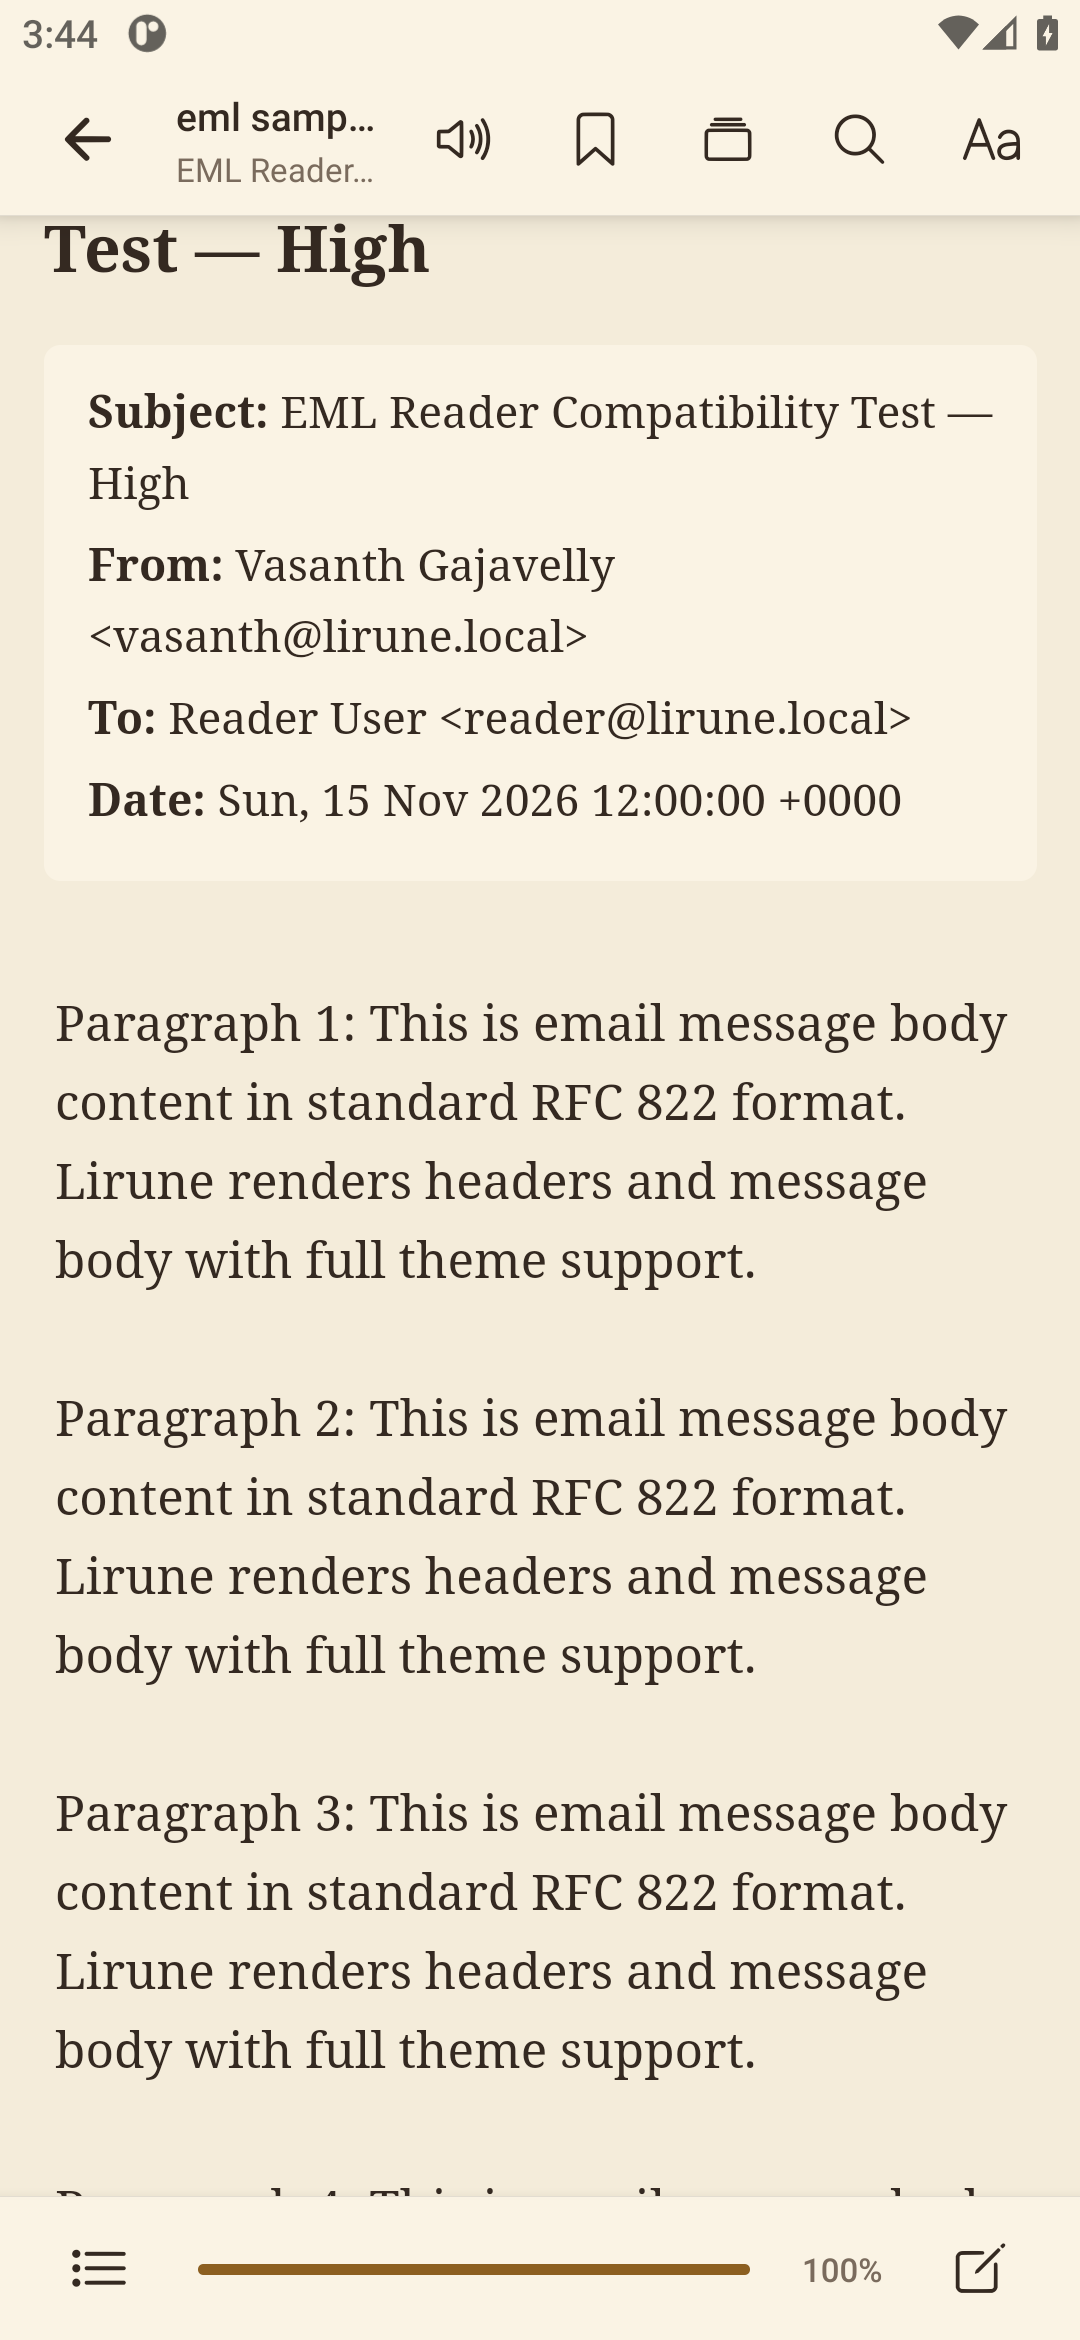 3:44
eml samp...
EML Reader...
Aa
Test — High
Subject: EML Reader Compatibility Test —
High
From: Vasanth Gajavelly
<vasanth@lirune.local>
To: Reader User <reader@lirune.local>
Date: Sun, 15 Nov 2026 12:00:00 +0000
Paragraph 1: This is email message body
content in standard RFC 822 format.
Lirune renders headers and message
body with full theme support.
Paragraph 2: This is email message body
content in standard RFC 822 format.
Lirune renders headers and message
body with full theme support.
Paragraph 3: This is email message body
content in standard RFC 822 format.
Lirune renders headers and message
body with full theme support.
100%